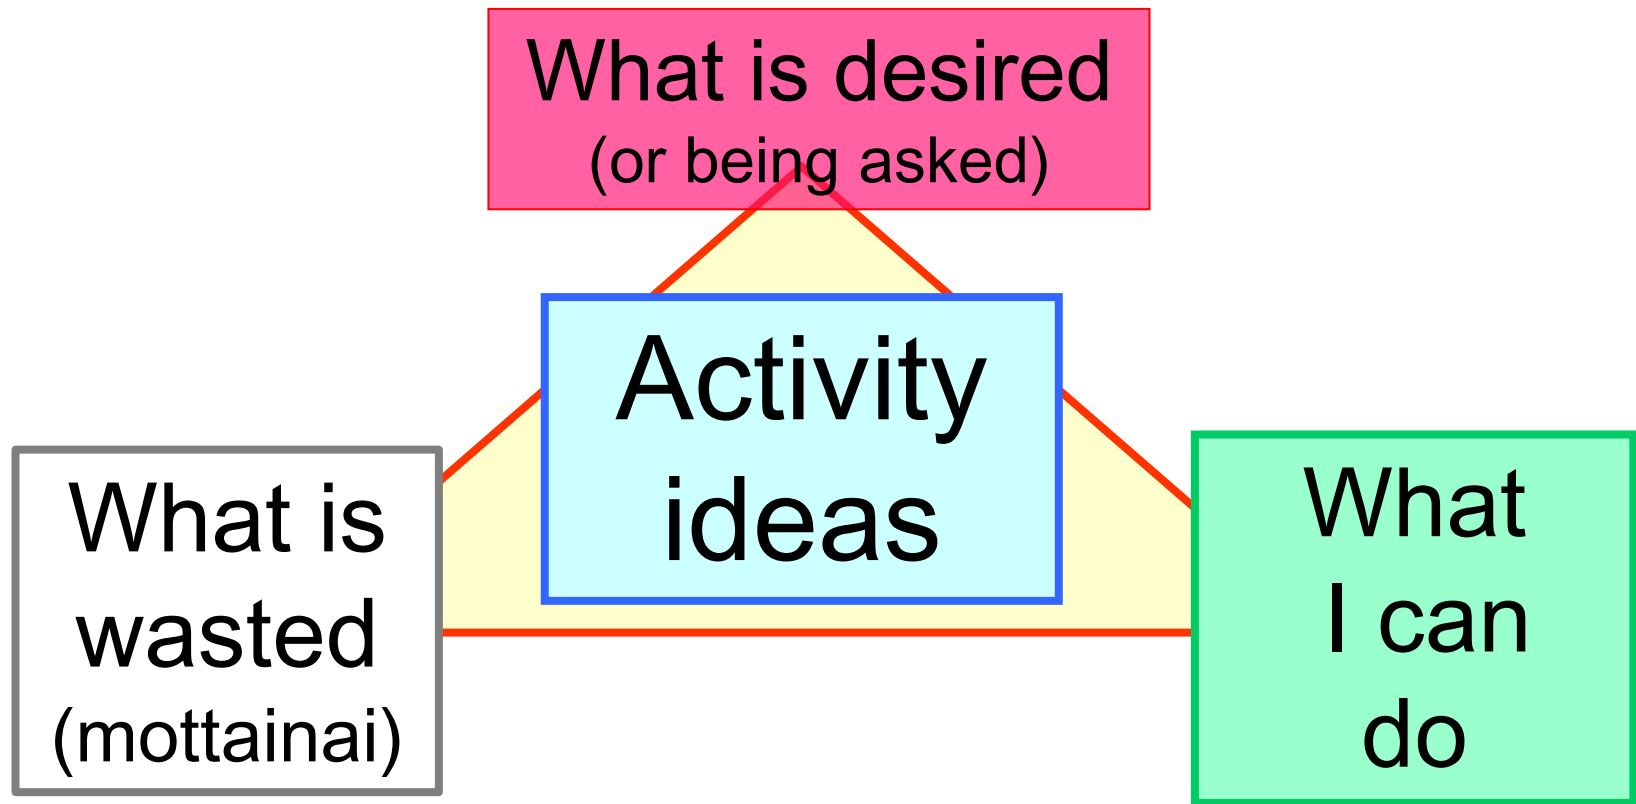 What is desired
(or being asked)
Activity
ideas
What is
wasted
(mottainai)
What
I can
do